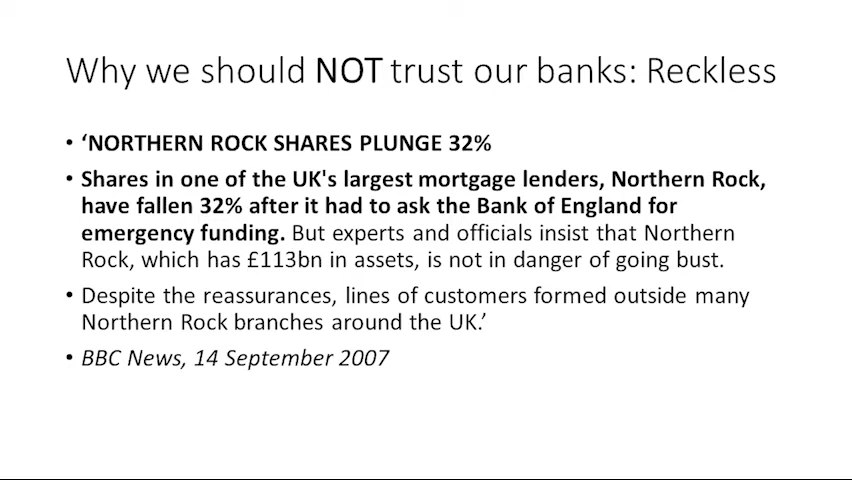 Why we should NOT trust our banks: Reckless
• ‘NORTHERN ROCK SHARES PLUNGE 32%
• Shares in one of the UK's largest mortgage lenders, Northern Rock,
have fallen 32% after it had to ask the Bank of England for
emergency funding. But experts and officials insist that Northern
Rock, which has £113bn in assets, is not in danger of going bust.
• Despite the reassurances, lines of customers formed outside many
Northern Rock branches around the UK.’
• BBC News, 14 September 2007